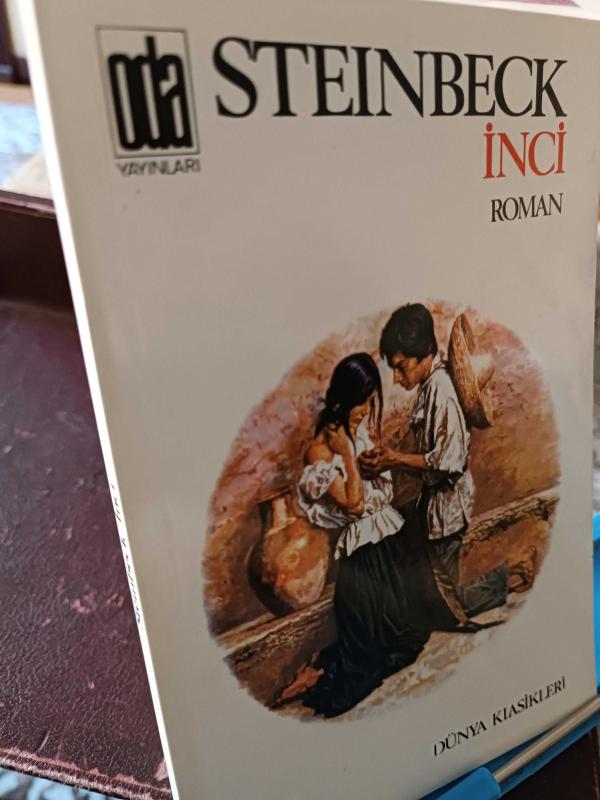 oda
YAYINLARI
STEINBECK
İNCİ
ROMAN
DÜNYA KLASİKLERİ